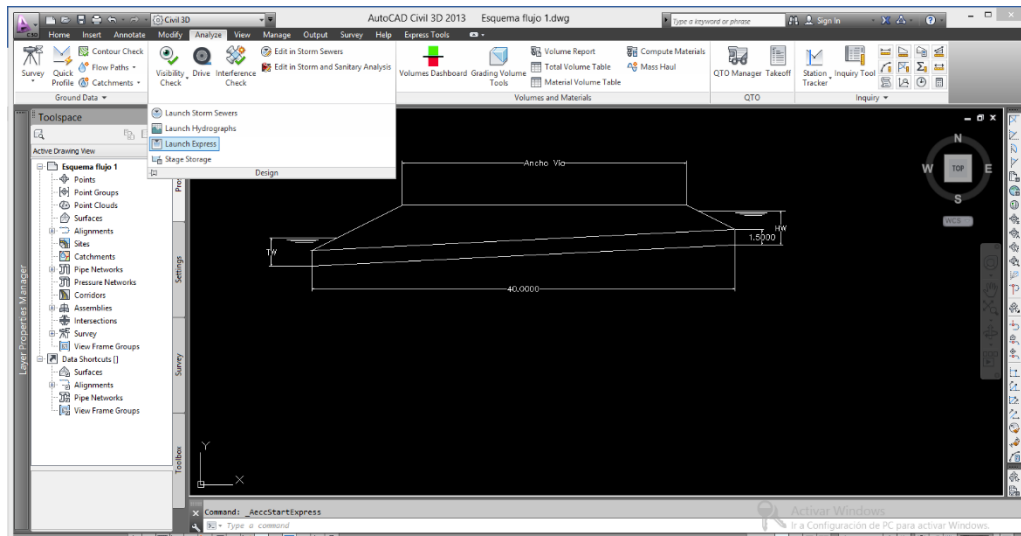 Civil 3D
AutoCAD Civil 3D 2013 Esquema flujo 1.dwg
Type a keyword or phrase
Sign In
Home Insert Annotate Modify Analyze View Manage Output Survey Help Express Tools
Survey
Quick Profile
Contour Check
Flow Paths
Catchments
Visibility Check
Drive
Interference Check
Edit in Storm Sewers
Edit in Storm and Sanitary Analysis
Volumes Dashboard
Grading Volume Tools
Volume Report
Total Volume Table
Material Volume Table
Compute Materials
Mass Haul
QTO Manager
Takeoff
Station Tracker
Inquiry Tool
Ground Data
Volumes and Materials
QTO
Inquiry
Launch Storm Sewers
Launch Hydrographs
Launch Express
Stage Storage
Design
Toolspace
Active Drawing View
Esquema flujo 1
Points
Point Groups
Point Clouds
Surfaces
Alignments
Sites
Catchments
Pipe Networks
Pressure Networks
Corridors
Assemblies
Intersections
Survey
View Frame Groups
Data Shortcuts []
Surfaces
Alignments
Pipe Networks
View Frame Groups
Settings
Survey
Toolbox
Layer Properties Manager
Ancho Vía
HW
1.5000
TW
40.0000
N
W TOP E
S
WCS
Y
X
Command: _AeccStartExpress
Type a command
Activar Windows
Ir a Configuración de PC para activar Windows.